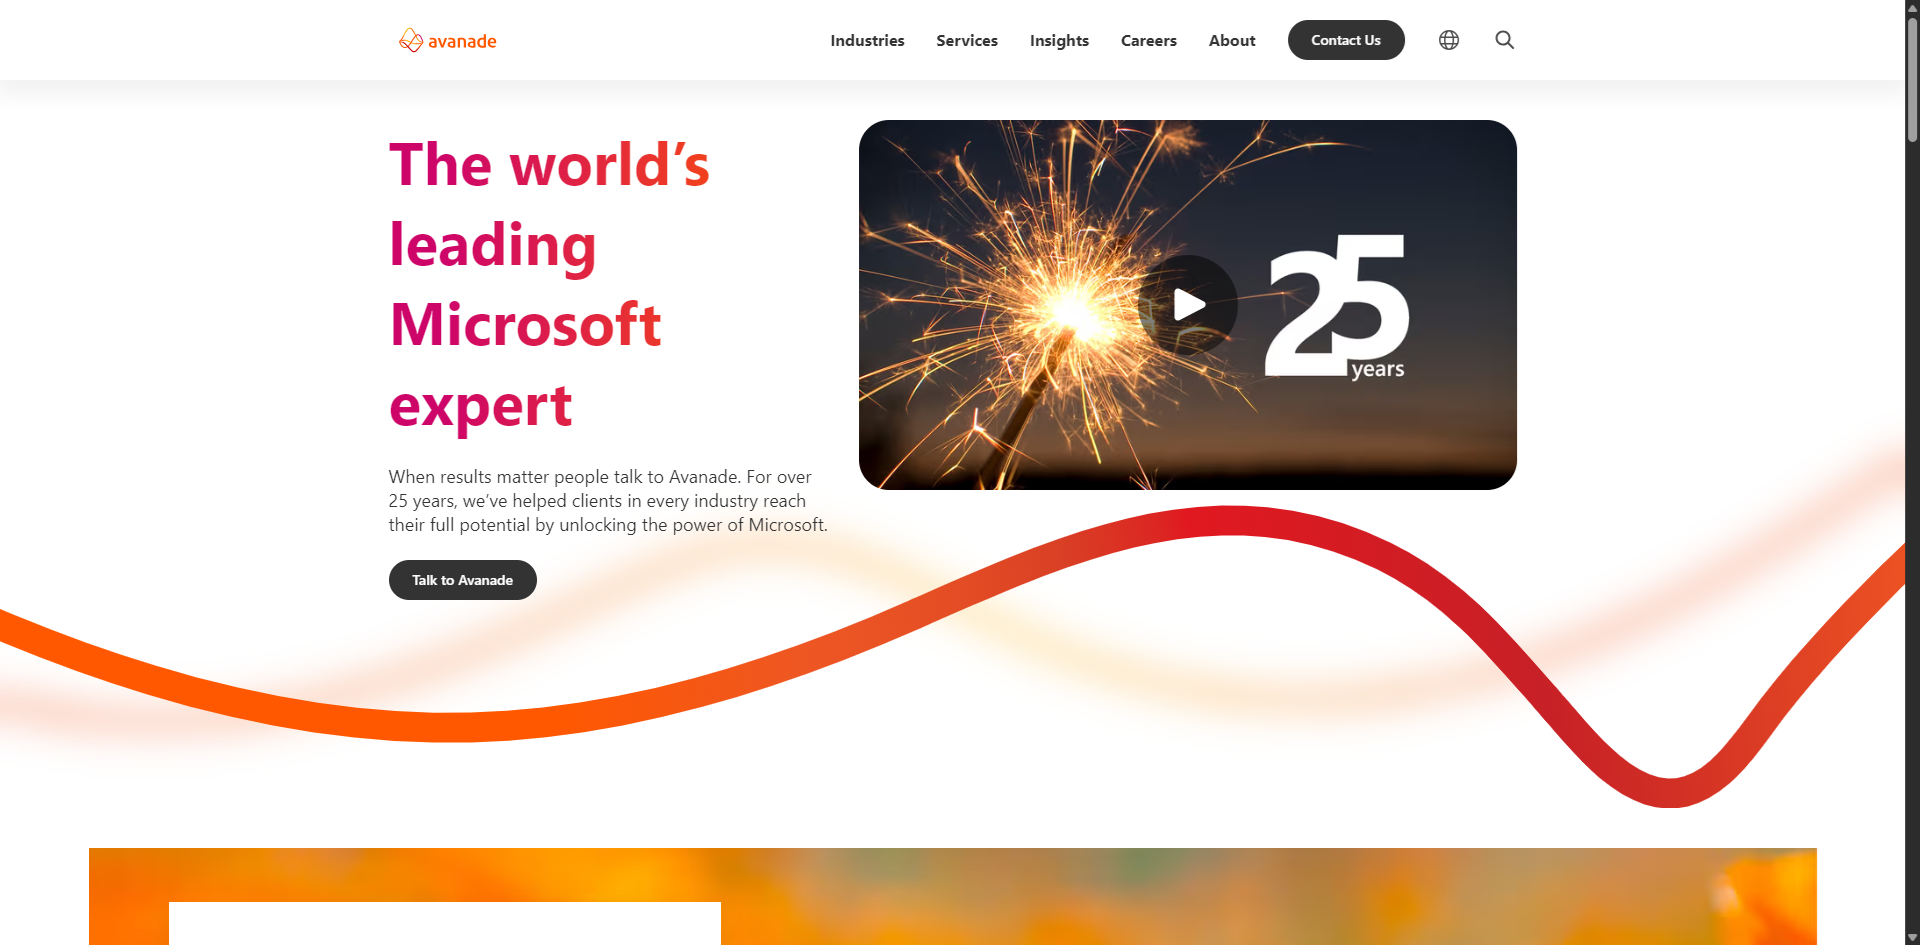 avanade
Industries
Services
Insights
Careers
About
Contact Us
The world’s
leading
Microsoft
expert
When results matter people talk to Avanade. For over
25 years, we’ve helped clients in every industry reach
their full potential by unlocking the power of Microsoft.
Talk to Avanade
25
years